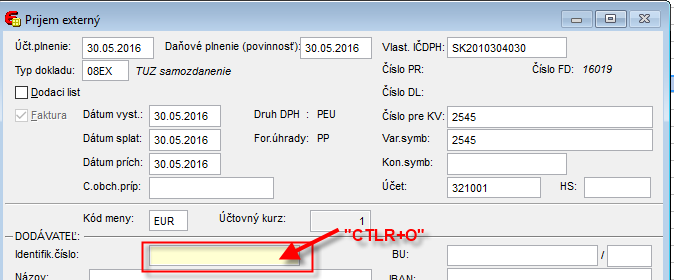 Prijem externý
Účt.plnenie: 30.05.2016 Daňové plnenie (povinnosť): 30.05.2016 Vlast. IČDPH: SK2010304030
Typ dokladu: 08EX TUZ samozdanenie Číslo PR: Číslo FD: 16019
Dodaci list Číslo DL:
Faktura Dátum vyst.: 30.05.2016 Druh DPH : PEU Číslo pre KV: 2545
Dátum splat: 30.05.2016 For.úhrady: PP Var.symb: 2545
Dátum prích: 30.05.2016 Kon.symb:
C.obch.príp: Účet: 321001 HS:
Kód meny: EUR Účtovný kurz: 1
DODÁVATEĽ: "CTLR+O"
Identifik.číslo: BU: /
Názov: IBAN: